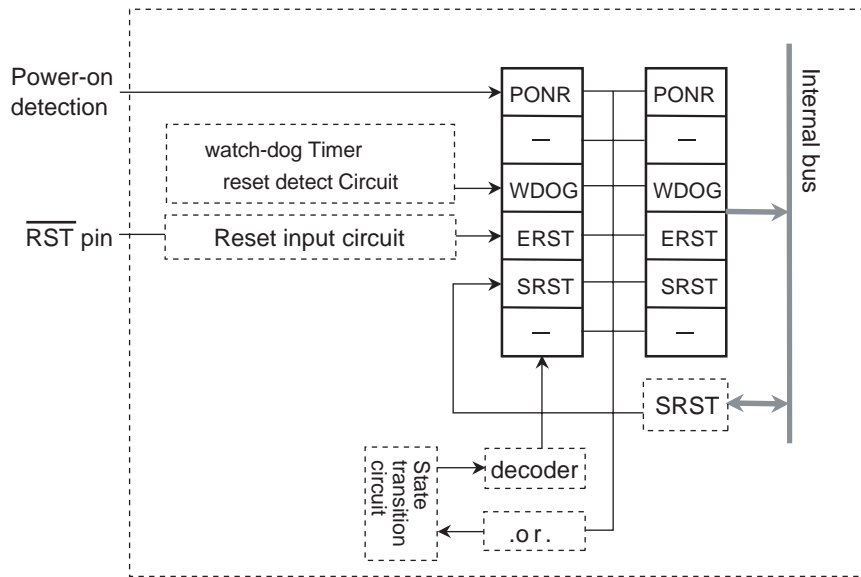 Power-on
detection
PONR
PONR
—
—
watch-dog Timer
reset detect Circuit
WDOG
WDOG
RST pin
Reset input circuit
ERST
ERST
SRST
SRST
—
—
SRST
Internal bus
State
transition
circuit
decoder
.or.